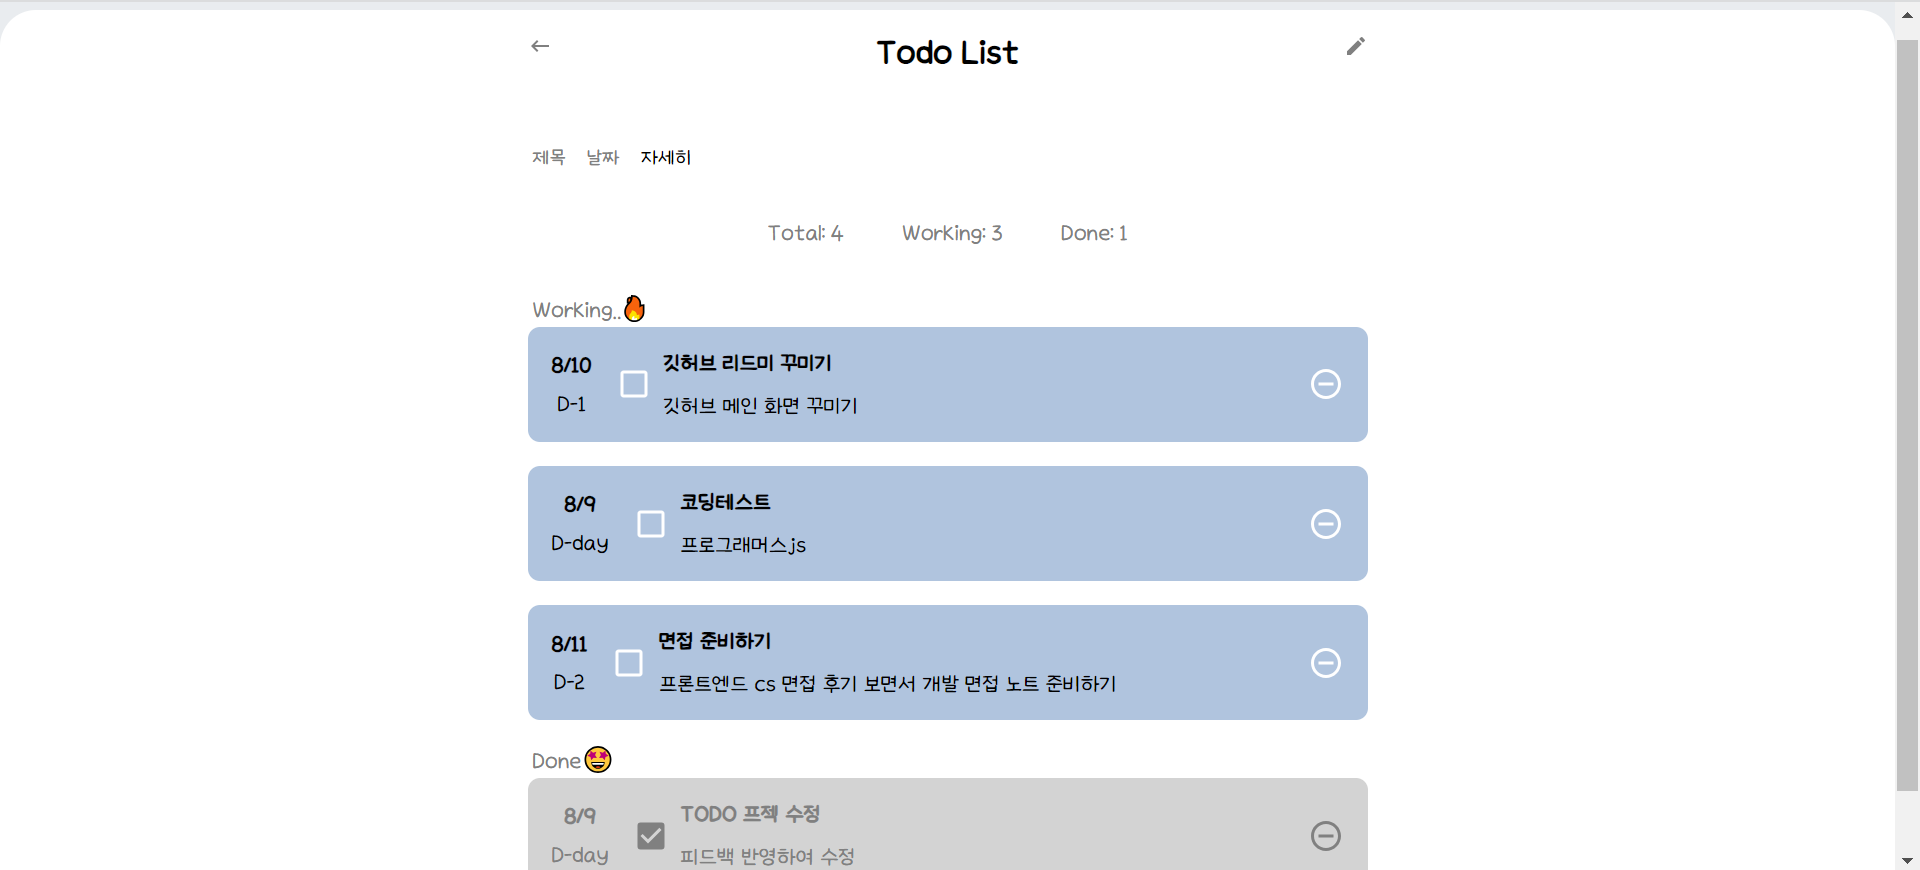 Todo List
제목 날짜 자세히
Total: 4 Working: 3 Done: 1
Working..🔥
8/10
D-1
깃허브 리드미 꾸미기
깃허브 메인 화면 꾸미기
8/9
D-day
코딩테스트
프로그래머스js
8/11
D-2
면접 준비하기
프론트엔드 cs 면접 후기 보면서 개발 면접 노트 준비하기
Done🤩
8/9
D-day
TODO 프젝 수정
피드백 반영하여 수정